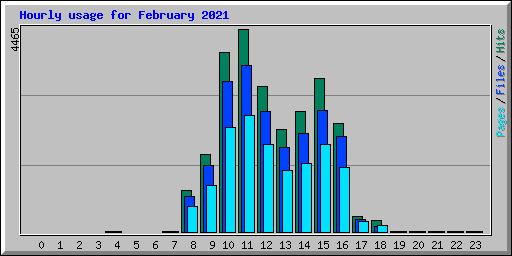 Hourly usage for February 2021
4465
Pages / Files / Hits
0 1 2 3 4 5 6 7 8 9 10 11 12 13 14 15 16 17 18 19 20 21 22 23